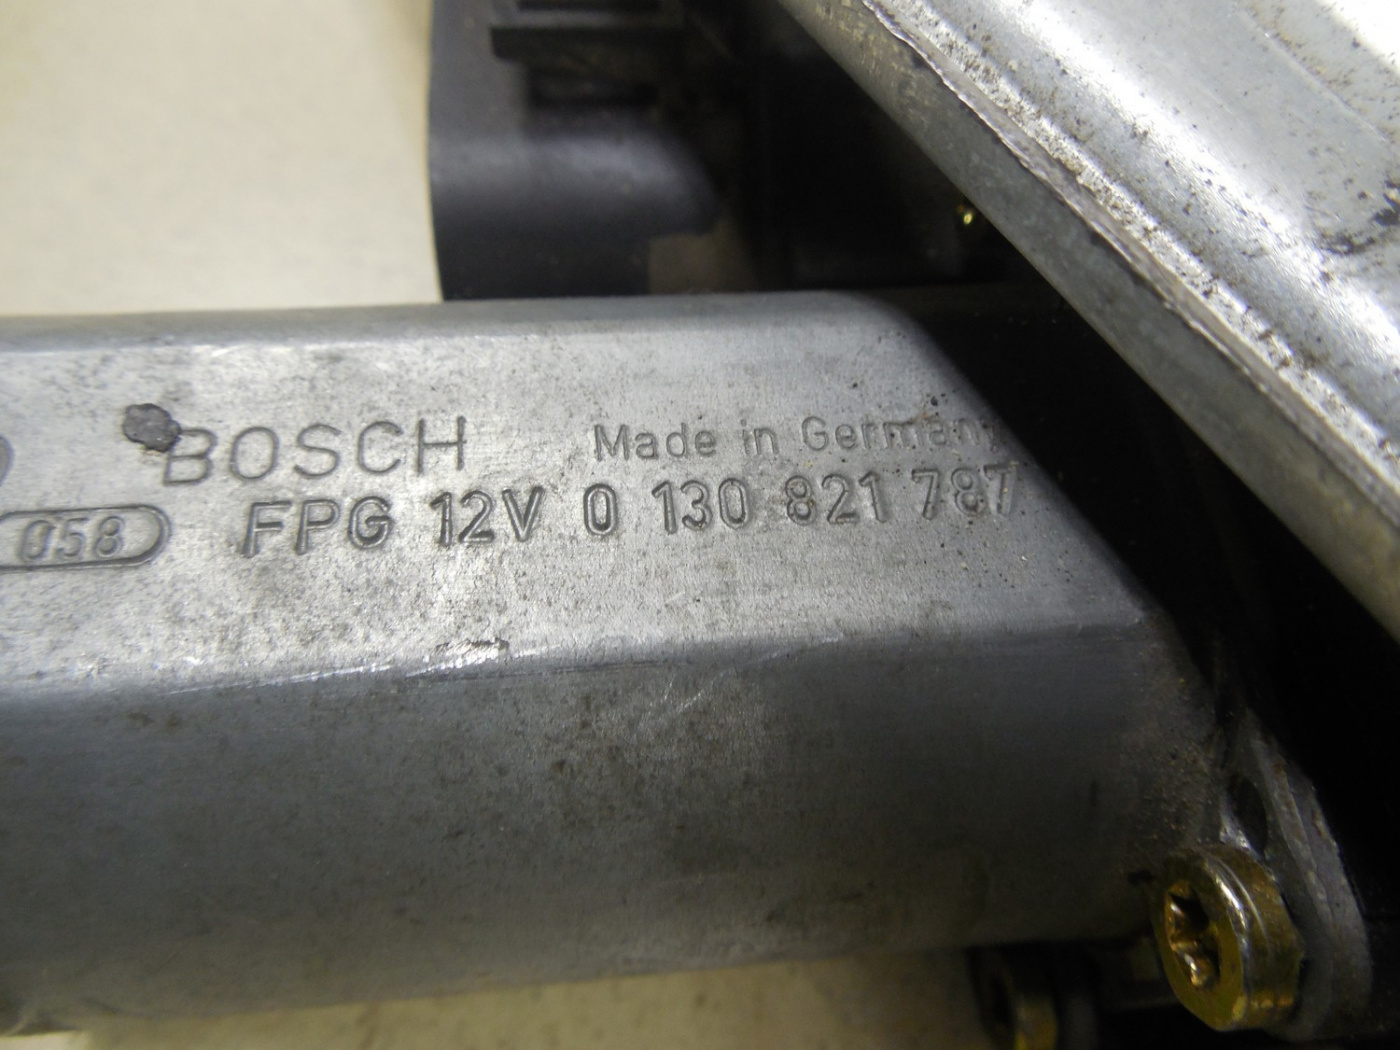 BOSCH Made in Germany
058 FPG 12V 0 130 821 787